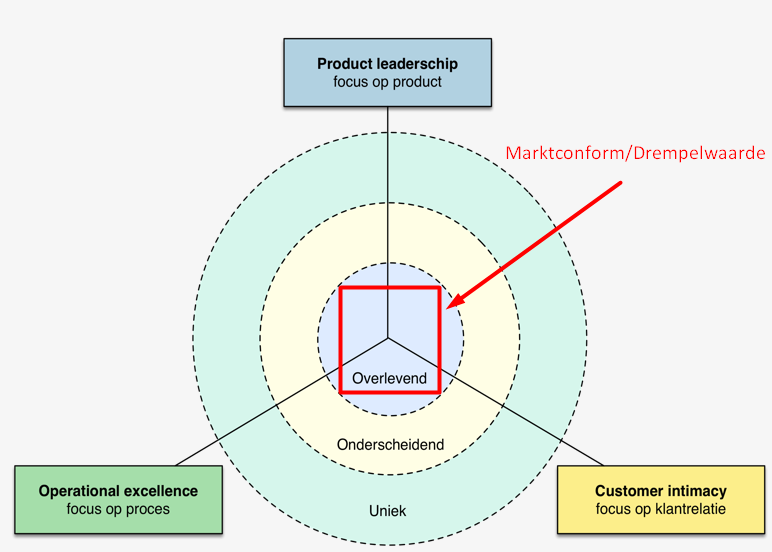 Product leaderschip
focus op product
Marktconform/Drempelwaarde
Overlevend
Onderscheidend
Operational excellence
focus op proces
Customer intimacy
focus op klantrelatie
Uniek